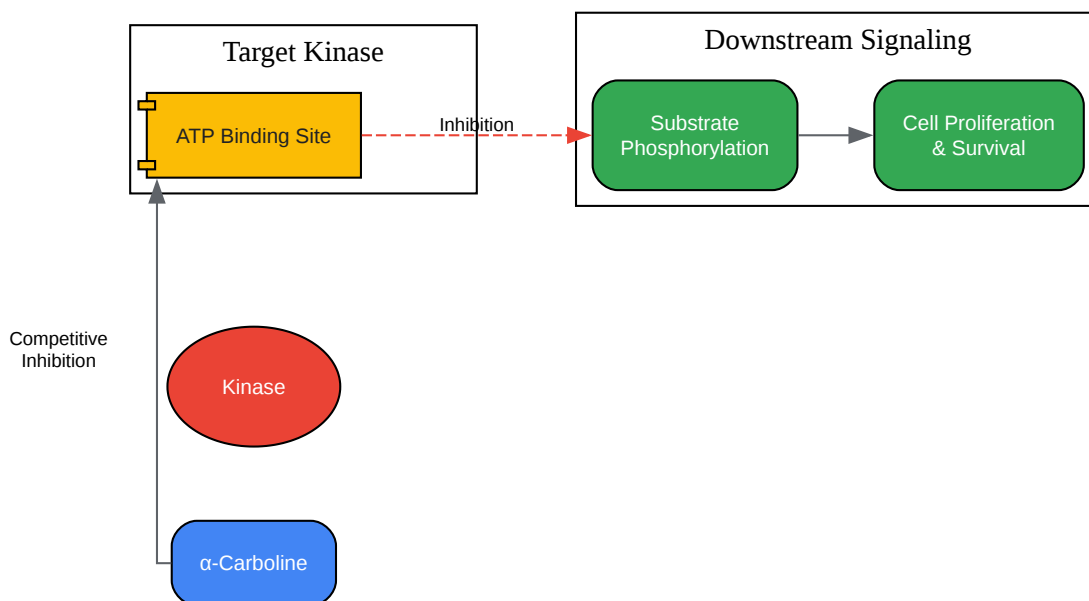 Target Kinase
Downstream Signaling
ATP Binding Site
Inhibition
Substrate
Phosphorylation
Cell Proliferation
& Survival
Competitive
Inhibition
Kinase
α-Carboline